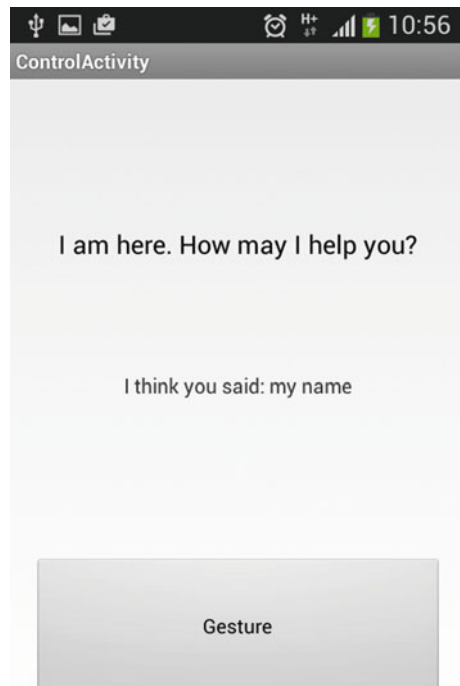 H+ 10:56
ControlActivity
I am here. How may I help you?
I think you said: my name
Gesture